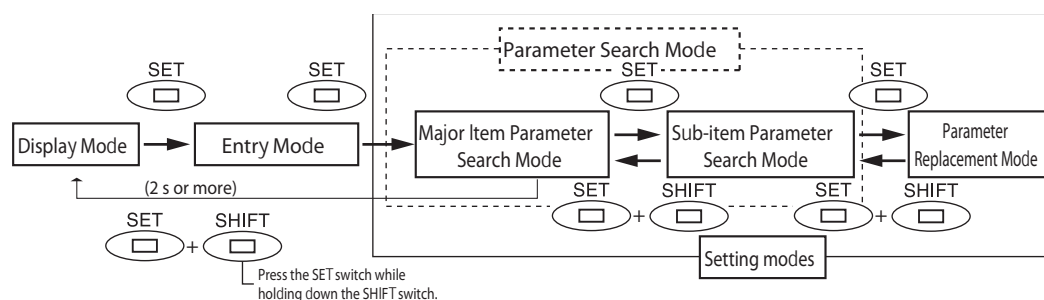 Parameter Search Mode
SET SET SET SET
Display Mode
Entry Mode
Major Item Parameter
Search Mode
Sub-item Parameter
Search Mode
Parameter
Replacement Mode
(2 s or more)
SET + SHIFT
SET + SHIFT
SET + SHIFT
Press the SET switch while
holding down the SHIFT switch.
Setting modes